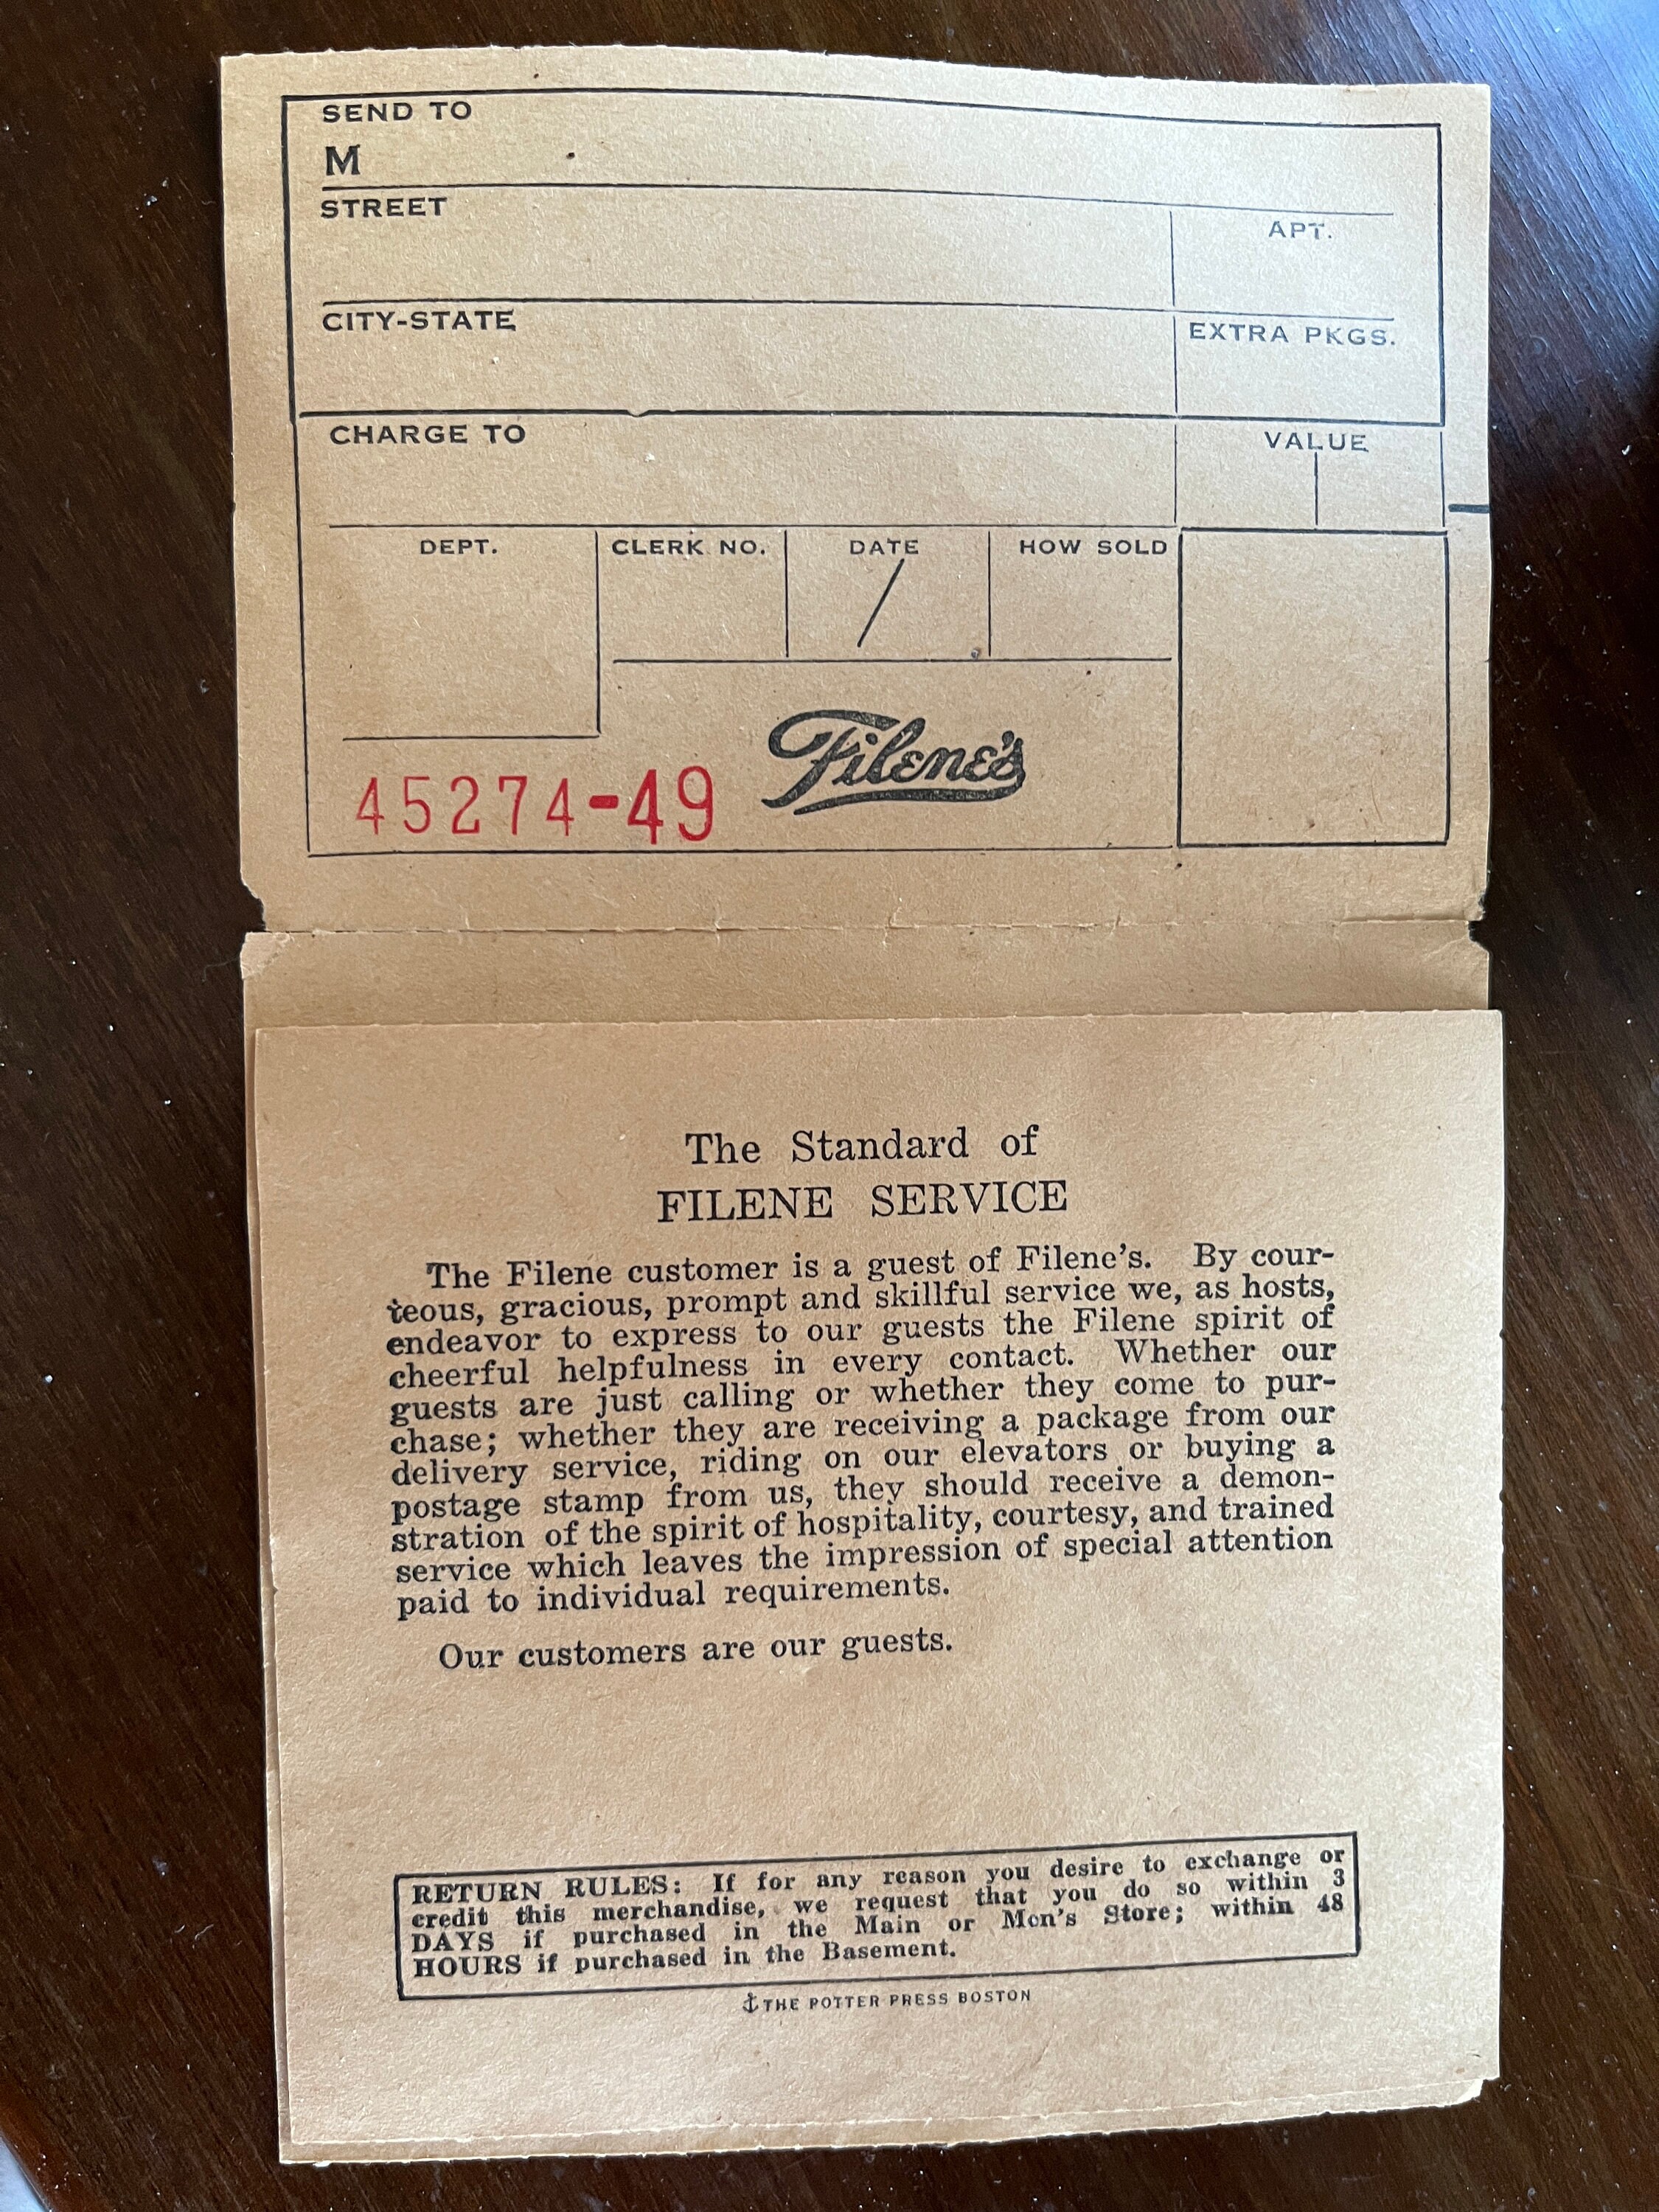 SEND TO
M
STREET
APT.
CITY-STATE
EXTRA PKGS.
CHARGE TO
VALUE
DEPT. CLERK NO. DATE HOW SOLD
/
45274-49 Filene's
The Standard of
FILENE SERVICE
The Filene customer is a guest of Filene's. By cour-
teous, gracious, prompt and skillful service we, as hosts,
endeavor to express to our guests the Filene spirit of
cheerful helpfulness in every contact. Whether our
guests are just calling or whether they come to pur-
chase; whether they are receiving a package from our
delivery service, riding on our elevators or buying a
postage stamp from us, they should receive a demon-
stration of the spirit of hospitality, courtesy, and trained
service which leaves the impression of special attention
paid to individual requirements.
Our customers are our guests.
RETURN RULES: If for any reason you desire to exchange or
credit this merchandise, we request that you do so within 3
DAYS if purchased in the Main or Men's Store; within 48
HOURS if purchased in the Basement.
THE POTTER PRESS BOSTON